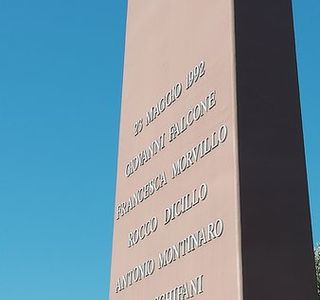 23 MAGGIO 1992
GIOVANNI FALCONE
FRANCESCA MORVILLO
ROCCO DICILLO
ANTONIO MONTINARO